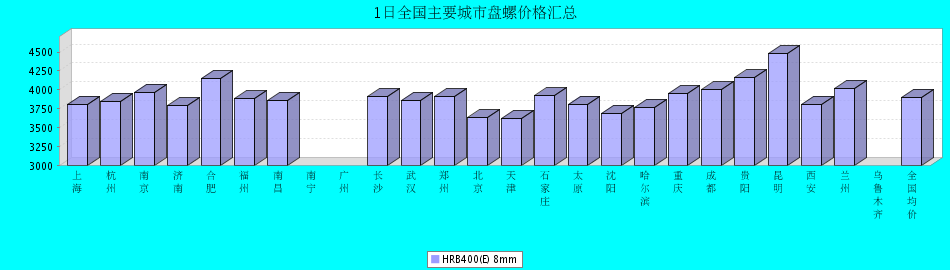 1日全国主要城市盘螺价格汇总
4500
4250
4000
3750
3500
3250
3000
上海
杭州
南京
济南
合肥
福州
南昌
南宁
广州
长沙
武汉
郑州
北京
天津
石家庄
太原
沈阳
哈尔滨
重庆
成都
贵阳
昆明
西安
兰州
乌鲁木齐
全国均价
HRB400(E) 8mm